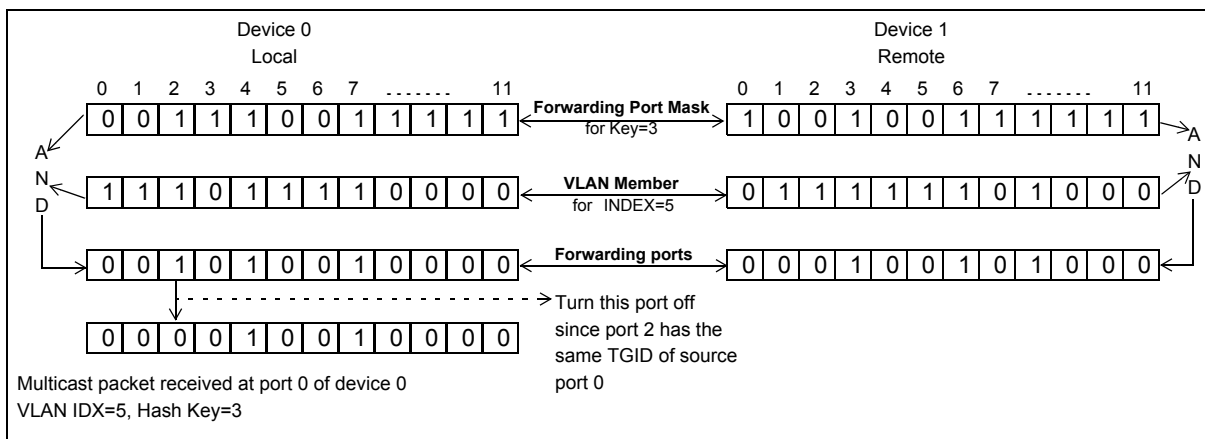 Device 0
Local
Device 1
Remote
0 1 2 3 4 5 6 7 ....... 11
0 1 2 3 4 5 6 7 ....... 11
0 0 1 1 1 0 0 1 1 1 1 1
Forwarding Port Mask
for Key=3
1 0 0 1 0 0 1 1 1 1 1 1
A
N
D
A
N
D
1 1 1 0 1 1 1 1 0 0 0 0
VLAN Member
for INDEX=5
0 1 1 1 1 1 1 0 1 0 0 0
0 0 1 0 1 0 0 1 0 0 0 0
Forwarding ports
0 0 0 1 0 0 1 0 1 0 0 0
Turn this port off
since port 2 has the
same TGID of source
port 0
0 0 0 0 1 0 0 1 0 0 0 0
Multicast packet received at port 0 of device 0
VLAN IDX=5, Hash Key=3